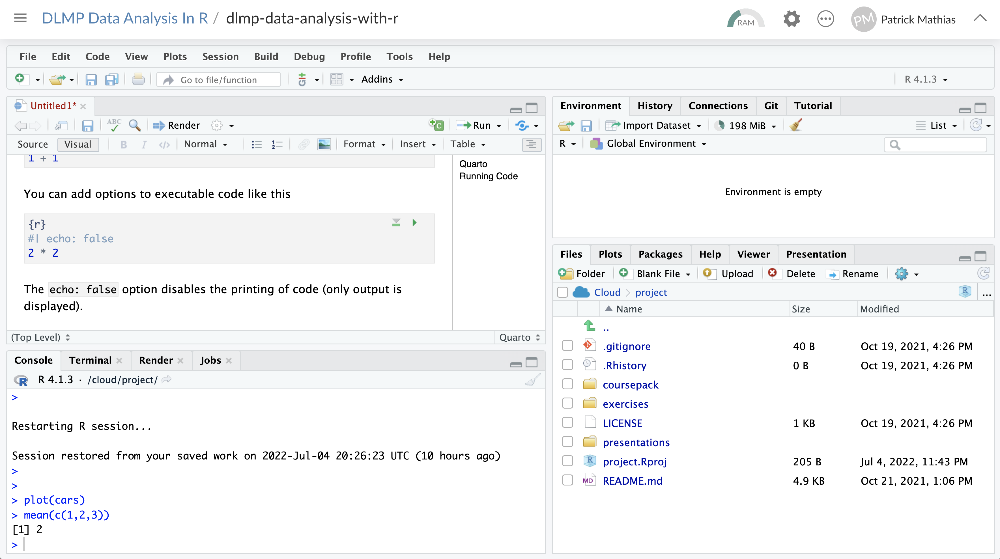 DLMP Data Analysis In R / dlmp-data-analysis-with-r
RAM
PM Patrick Mathias
File Edit Code View Plots Session Build Debug Profile Tools Help
Go to file/function
Addins
R 4.1.3
Untitled1*
ABC
Render
Run
Source Visual B I </> Normal Format Insert Table
1 + 1
You can add options to executable code like this
{r}
#| echo: false
2 * 2
The echo: false option disables the printing of code (only output is
displayed).
Quarto
Running Code
(Top Level)
Quarto
Console Terminal Render Jobs
R 4.1.3 · /cloud/project/
>
Restarting R session...
Session restored from your saved work on 2022-Jul-04 20:26:23 UTC (10 hours ago)
>
>
> plot(cars)
> mean(c(1,2,3))
[1] 2
>
Environment History Connections Git Tutorial
Import Dataset 198 MiB List
R Global Environment
Environment is empty
Files Plots Packages Help Viewer Presentation
Folder Blank File Upload Delete Rename
Cloud > project R ...
Name Size Modified
..
.gitignore 40 B Oct 19, 2021, 4:26 PM
.Rhistory 0 B Oct 19, 2021, 4:26 PM
coursepack
exercises
LICENSE 1 KB Oct 19, 2021, 4:26 PM
presentations
project.Rproj 205 B Jul 4, 2022, 11:43 PM
MD README.md 4.9 KB Oct 21, 2021, 1:06 PM